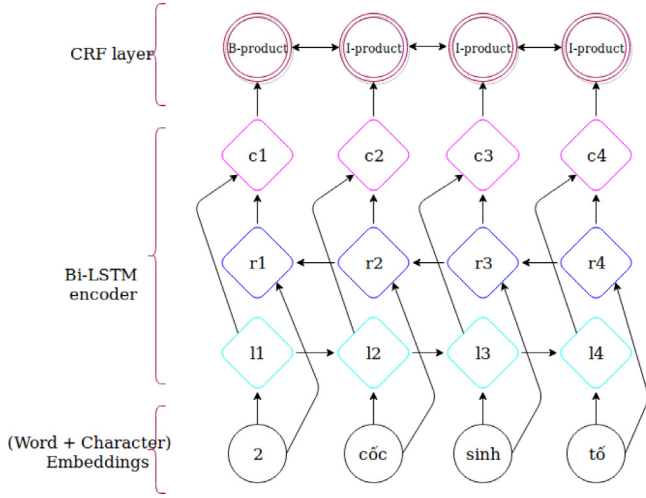 CRF layer
B-product
I-product
I-product
I-product
c1
c2
c3
c4
Bi-LSTM
encoder
r1
r2
r3
r4
l1
l2
l3
l4
(Word + Character)
Embeddings
2
cốc
sinh
tố